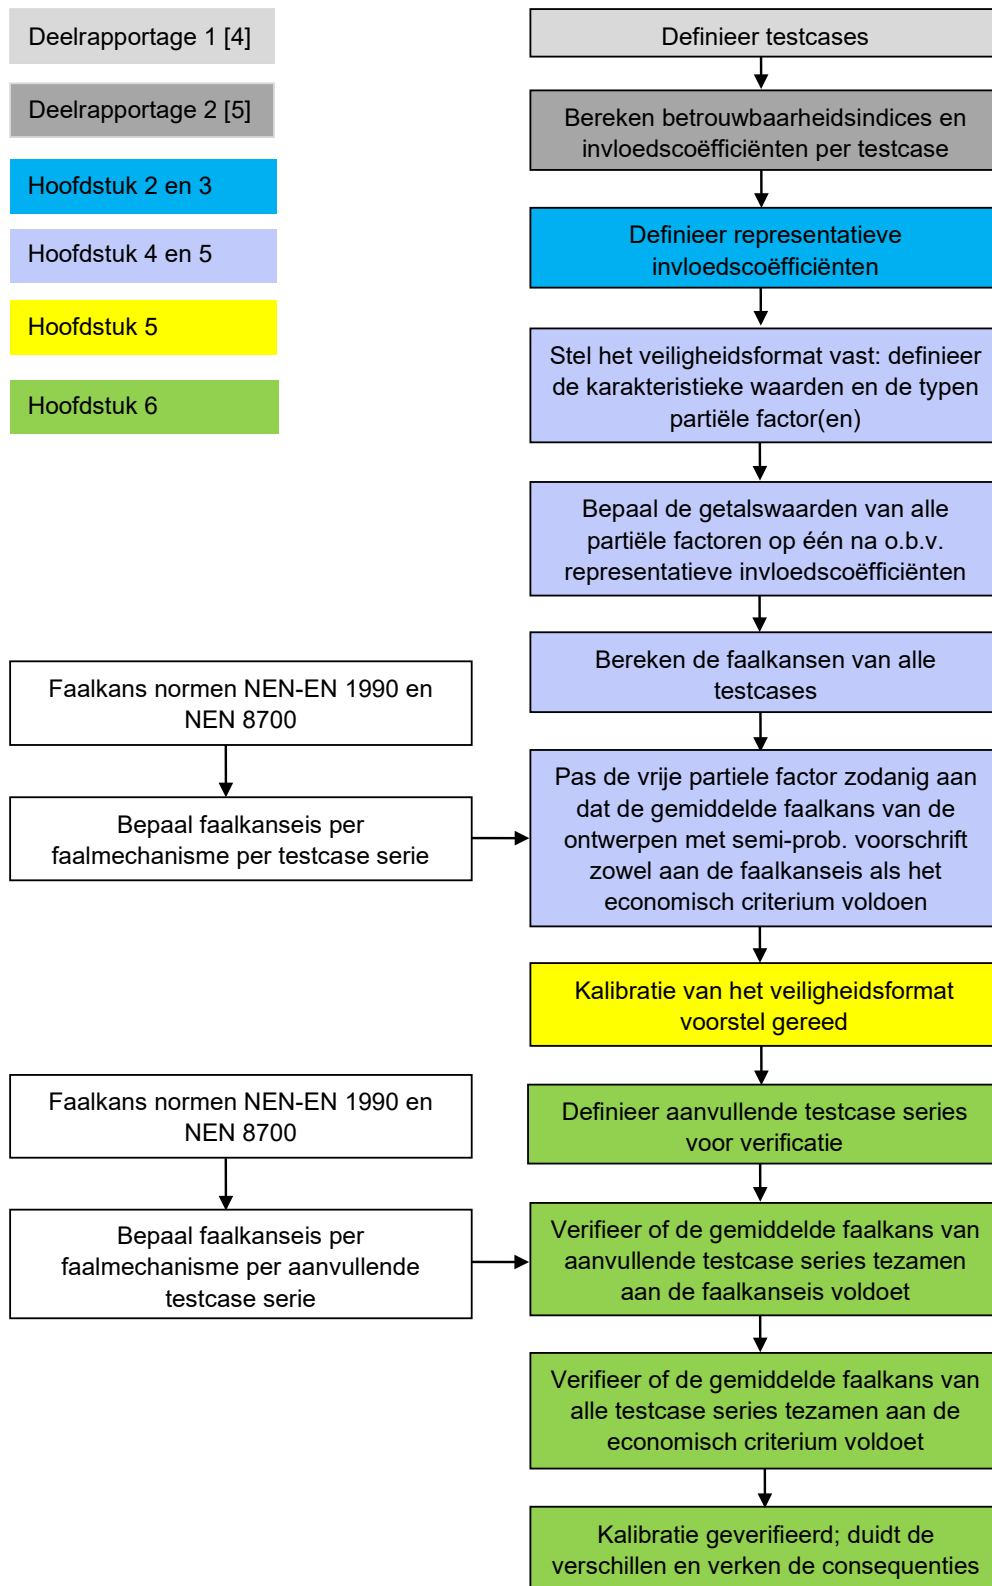 Deelrapportage 1 [4]
Deelrapportage 2 [5]
Hoofdstuk 2 en 3
Hoofdstuk 4 en 5
Hoofdstuk 5
Hoofdstuk 6
Definieer testcases
Bereken betrouwbaarheidsindices en
invloedscoëfficiënten per testcase
Definieer representatieve
invloedscoëfficiënten
Stel het veiligheidsformat vast: definieer
de karakteristieke waarden en de typen
partiële factor(en)
Bepaal de getalswaarden van alle
partiële factoren op één na o.b.v.
representatieve invloedscoëfficiënten
Bereken de faalkansen van alle
testcases
Faalkans normen NEN-EN 1990 en
NEN 8700
Bepaal faalkanseis per
faalmechanisme per testcase serie
Pas de vrije partiele factor zodanig aan
dat de gemiddelde faalkans van de
ontwerpen met semi-prob. voorschrift
zowel aan de faalkanseis als het
economisch criterium voldoen
Kalibratie van het veiligheidsformat
voorstel gereed
Definieer aanvullende testcase series
voor verificatie
Faalkans normen NEN-EN 1990 en
NEN 8700
Bepaal faalkanseis per
faalmechanisme per aanvullende
testcase serie
Verifieer of de gemiddelde faalkans van
aanvullende testcase series tezamen
aan de faalkanseis voldoet
Verifieer of de gemiddelde faalkans van
alle testcase series tezamen aan de
economisch criterium voldoet
Kalibratie geverifieerd; duidt de
verschillen en verken de consequenties